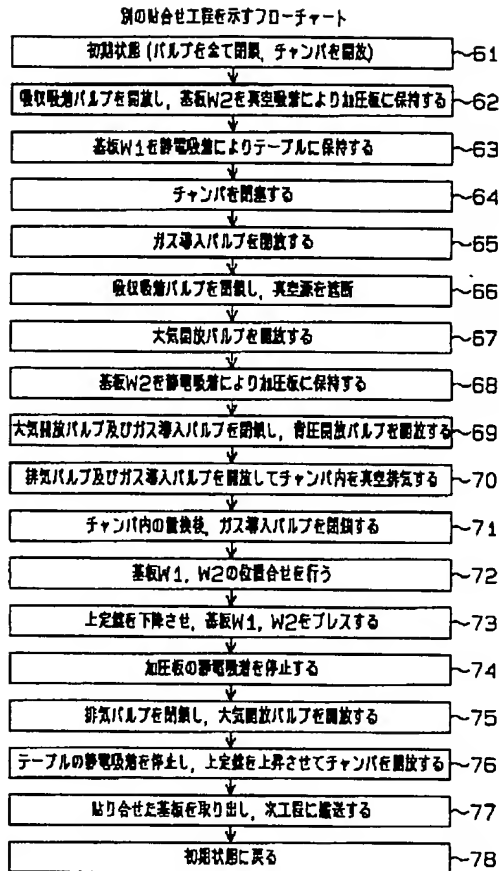 別の貼合せ工程を示すフローチャート
初期状態(バルブを全て閉鎖, チャンバを開放) ~61
吸収吸着バルブを開放し, 基板W2を真空吸着により加圧板に保持する ~62
基板W1を静電吸着によりテーブルに保持する ~63
チャンバを閉塞する ~64
ガス導入バルブを開放する ~65
吸収吸着バルブを閉鎖し, 真空源を遮断 ~66
大気開放バルブを開放する ~67
基板W2を静電吸着により加圧板に保持する ~68
大気開放バルブ及びガス導入バルブを閉鎖し, 背圧開放バルブを開放する ~69
排気バルブ及びガス導入バルブを開放してチャンバ内を真空排気する ~70
チャンバ内の置換後, ガス導入バルブを閉鎖する ~71
基板W1, W2の位置合せを行う ~72
上定盤を下降させ, 基板W1, W2をプレスする ~73
加圧板の静電吸着を停止する ~74
排気バルブを閉鎖し, 大気開放バルブを開放する ~75
テーブルの静電吸着を停止し, 上定盤を上昇させてチャンバを開放する ~76
貼り合せた基板を取り出し, 次工程に搬送する ~77
初期状態に戻る ~78